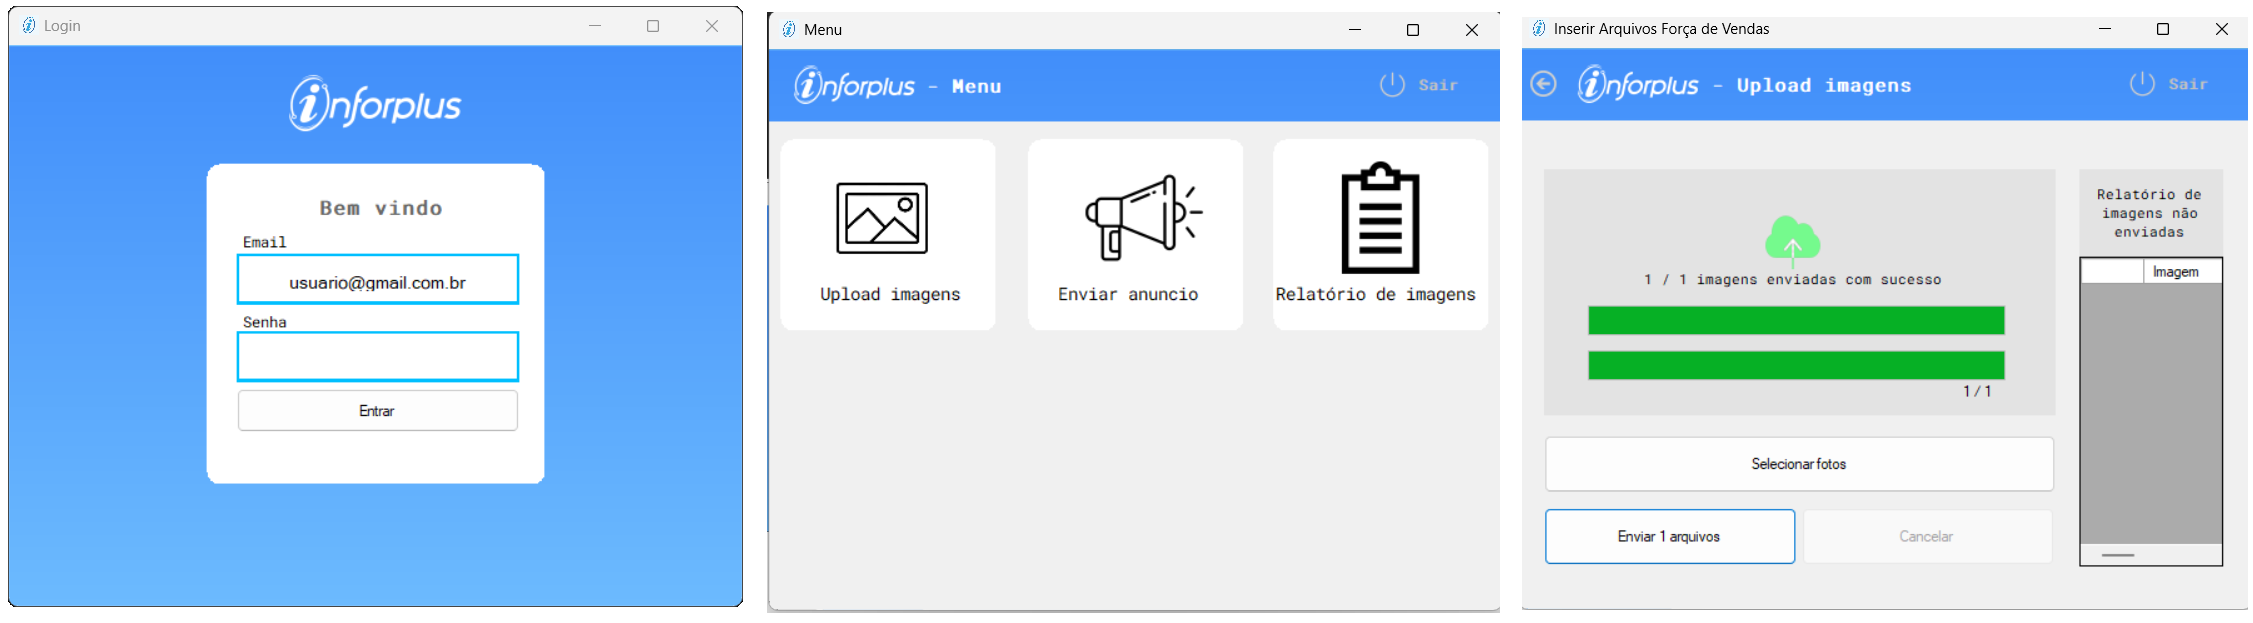 Login
inforplus
Bem vindo
Email
usuario@gmail.com.br
Senha
Entrar
Menu
inforplus - Menu
Sair
Upload imagens
Enviar anuncio
Relatório de imagens
Inserir Arquivos Força de Vendas
inforplus - Upload imagens
Sair
1 / 1 imagens enviadas com sucesso
1 / 1
Selecionar fotos
Enviar 1 arquivos
Cancelar
Relatório de
imagens não
enviadas
Imagem